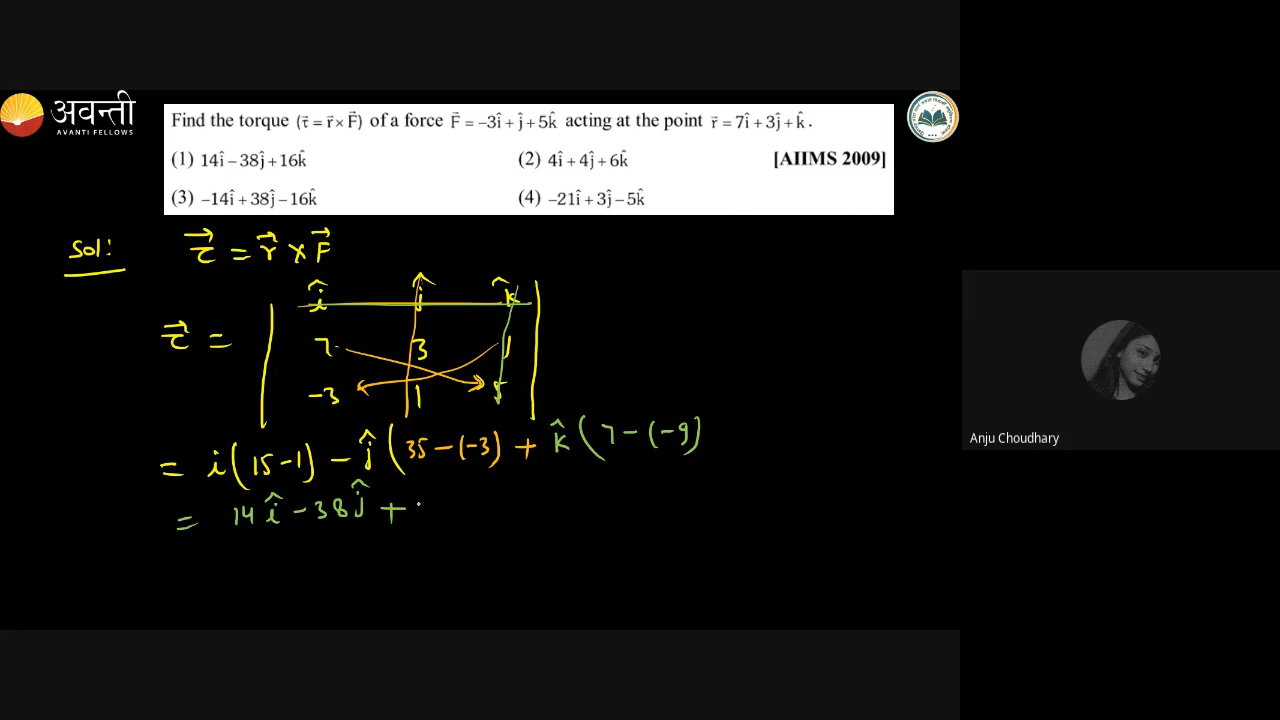 अवन्ती
AVANTI FELLOWS
Find the torque (τ⃗ = r⃗ × F⃗) of a force F⃗ = −3î + ĵ + 5k̂ acting at the point r⃗ = 7î + 3ĵ + k̂.
(1) 14î − 38ĵ + 16k̂ (2) 4î + 4ĵ + 6k̂ [AIIMS 2009]
(3) −14î + 38ĵ − 16k̂ (4) −21î + 3ĵ − 5k̂
Sol: τ⃗ = r⃗ × F⃗
î ĵ k̂
τ⃗ = 7 3 1
-3 1 5
= i(15-1) - ĵ(35-(-3) + k̂(7-(-9)
= 14î - 38ĵ +
Anju Choudhary